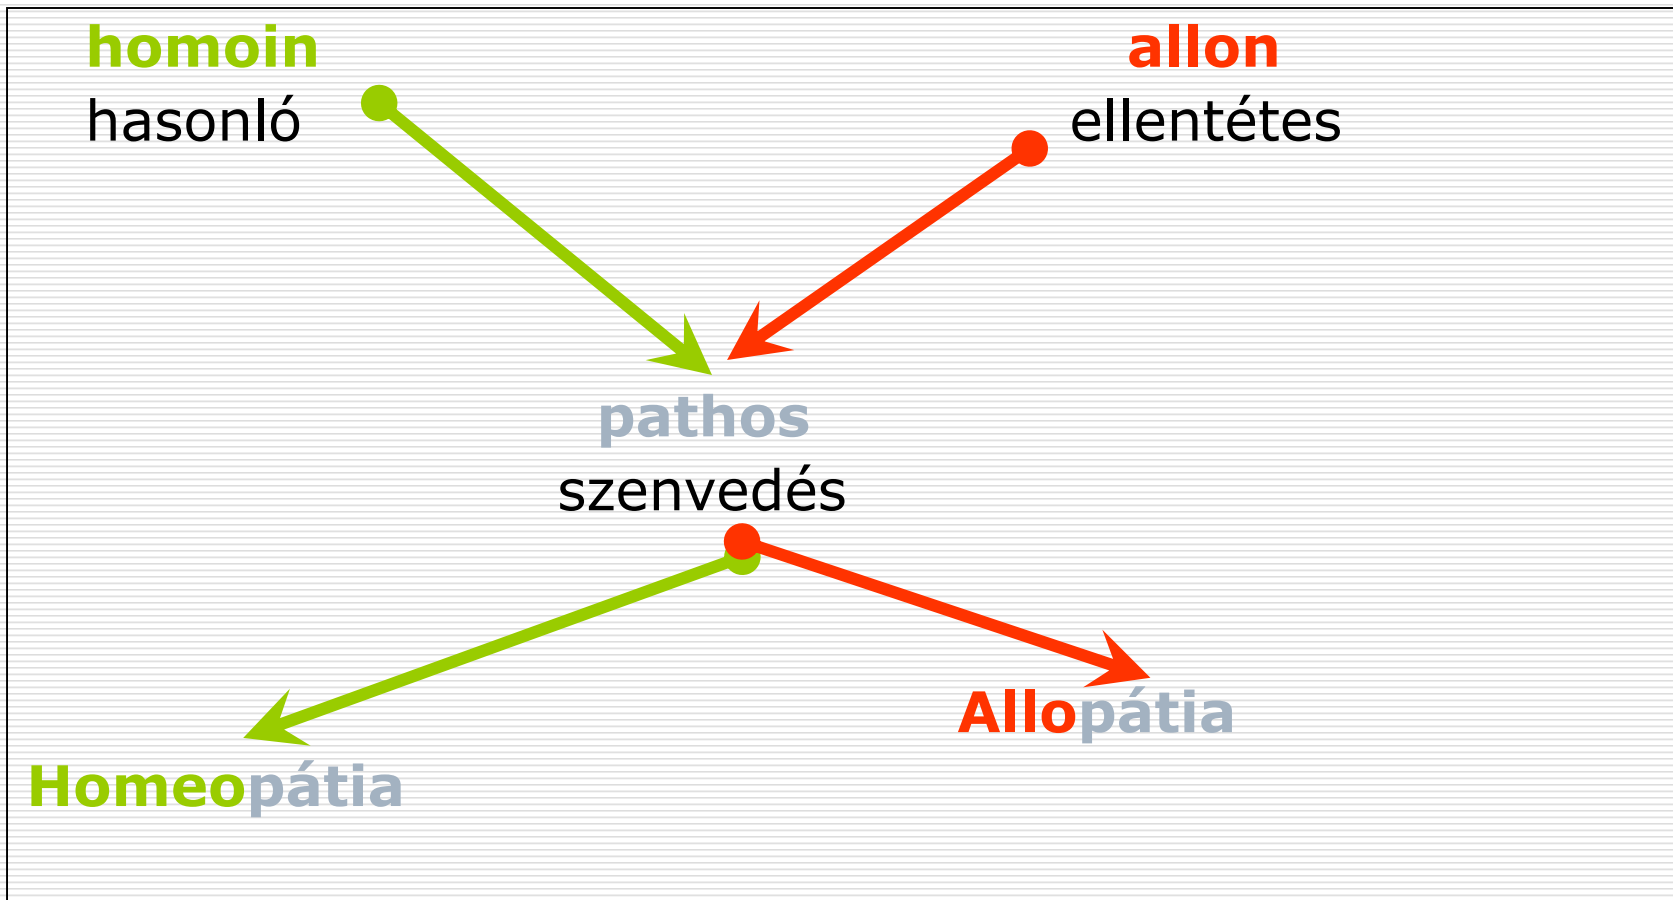 homoin
hasonló
allon
ellentétes
pathos
szenvedés
Allopátia
Homeopátia